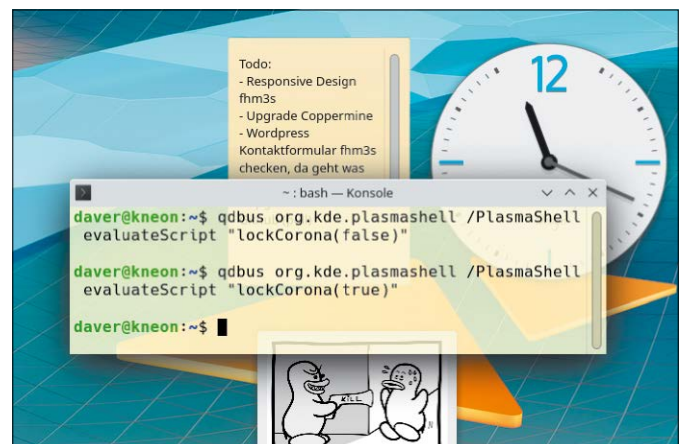 Todo:
- Responsive Design
fhm3s
- Upgrade Coppermine
- Wordpress
Kontaktformular fhm3s
checken, da geht was
12
~ : bash — Konsole
daver@kneon:~$ qdbus org.kde.plasmashell /PlasmaShell
evaluateScript "lockCorona(false)"
daver@kneon:~$ qdbus org.kde.plasmashell /PlasmaShell
evaluateScript "lockCorona(true)"
daver@kneon:~$
KILL